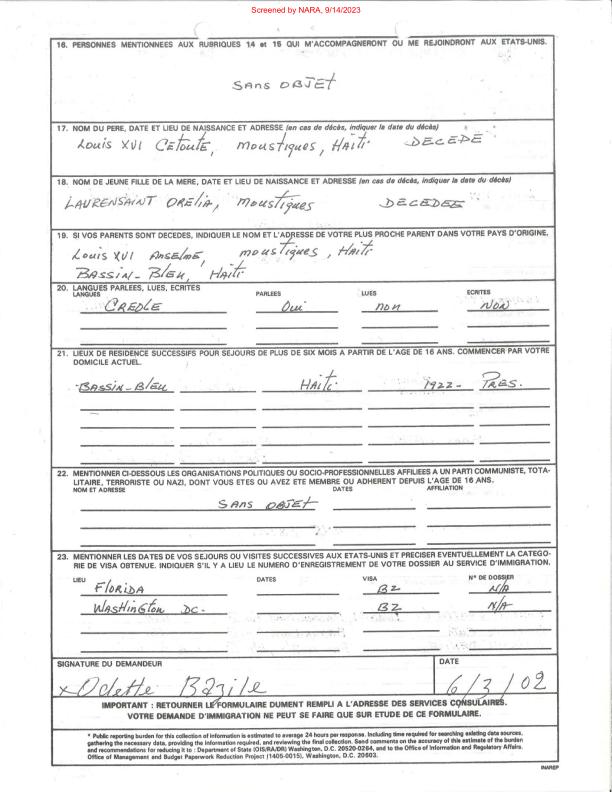 Screened by NARA, 9/14/2023
16. PERSONNES MENTIONNEES AUX RUBRIQUES 14 et 15 QUI M'ACCOMPAGNERONT OU ME REJOINDRONT AUX ETATS-UNIS.
SANS OBJET
17. NOM DU PERE, DATE ET LIEU DE NAISSANCE ET ADRESSE (en cas de décès, indiquer la date du décès)
Louis XVI CETOUTE, MOUSTIQUES, HAITI DECEDE
18. NOM DE JEUNE FILLE DE LA MERE, DATE ET LIEU DE NAISSANCE ET ADRESSE (en cas de décès, indiquer la date du décès)
LAURENSAINT ORELIA, MOUSTIQUES DECEDEE
19. SI VOS PARENTS SONT DECEDES, INDIQUER LE NOM ET L'ADRESSE DE VOTRE PLUS PROCHE PARENT DANS VOTRE PAYS D'ORIGINE.
Louis XVI ANSELME, MOUSTIQUES, HAITI
BASSIN-BLEU, HAITI
20. LANGUES PARLEES, LUES, ECRITES
LANGUES PARLEES LUES ECRITES
CREOLE Oui NON NON
21. LIEUX DE RESIDENCE SUCCESSIFS POUR SEJOURS DE PLUS DE SIX MOIS A PARTIR DE L'AGE DE 16 ANS. COMMENCER PAR VOTRE
DOMICILE ACTUEL.
BASSIN-BLEU HAITI 1922- PRES.
22. MENTIONNER CI-DESSOUS LES ORGANISATIONS POLITIQUES OU SOCIO-PROFESSIONNELLES AFFILIEES A UN PARTI COMMUNISTE, TOTA-
LITAIRE, TERRORISTE OU NAZI, DONT VOUS ETES OU AVEZ ETE MEMBRE OU ADHERENT DEPUIS L'AGE DE 16 ANS.
NOM ET ADRESSE DATES AFFILIATION
SANS OBJET
23. MENTIONNER LES DATES DE VOS SEJOURS OU VISITES SUCCESSIVES AUX ETATS-UNIS ET PRECISER EVENTUELLEMENT LA CATEGO-
RIE DE VISA OBTENUE. INDIQUER S'IL Y A LIEU LE NUMERO D'ENREGISTREMENT DE VOTRE DOSSIER AU SERVICE D'IMMIGRATION.
LIEU DATES VISA N° DE DOSSIER
FLORIDA B2 N/A
WASHINGTON DC- B2 N/A
SIGNATURE DU DEMANDEUR DATE
x Odette Bazile 6/3/02
IMPORTANT : RETOURNER LE FORMULAIRE DUMENT REMPLI A L'ADRESSE DES SERVICES CONSULAIRES.
VOTRE DEMANDE D'IMMIGRATION NE PEUT SE FAIRE QUE SUR ETUDE DE CE FORMULAIRE.
* Public reporting burden for this collection of information is estimated to average 24 hours per response. Including time required for searching existing data sources,
gathering the necessary data, providing the information required, and reviewing the final collection. Send comments on the accuracy of this estimate of the burden
and recommendations for reducing it to : Department of State (OIS/RA/DR) Washington, D.C. 20520-0264, and to the Office of Information and Regulatory Affairs.
Office of Management and Budget Paperwork Reduction Project (1405-0015), Washington, D.C. 20503.
INAREP